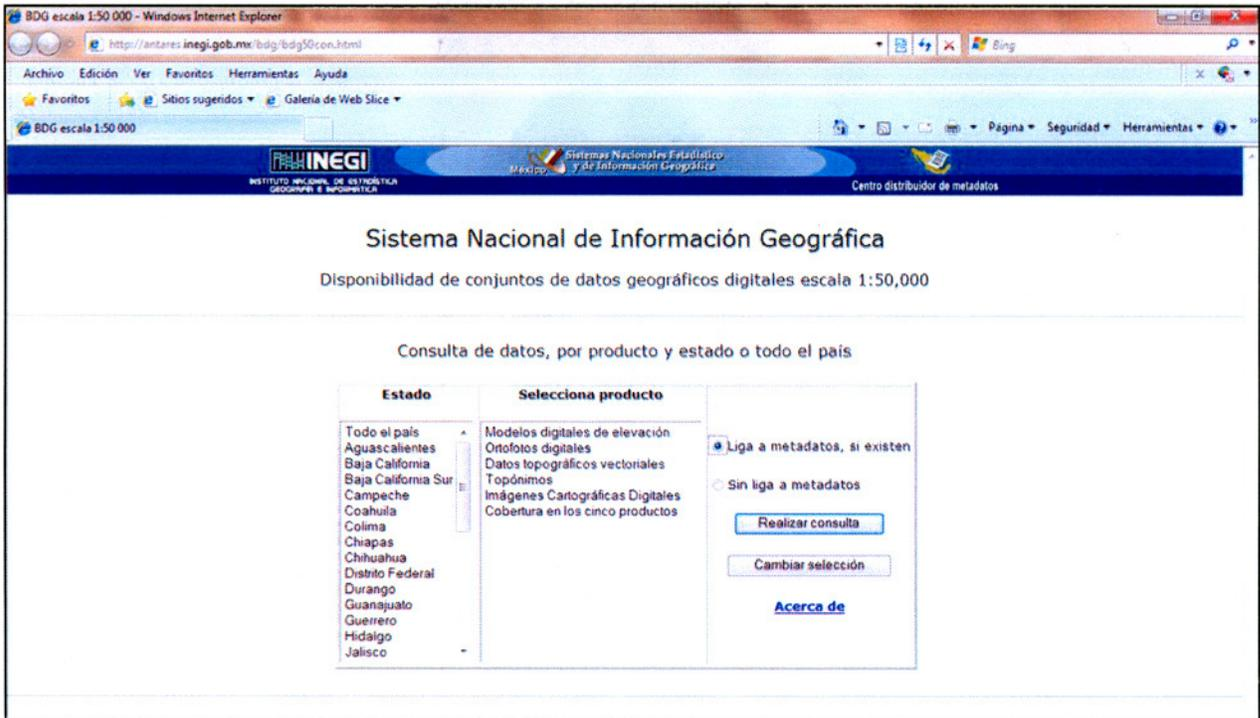 BDG escala 1:50 000 - Windows Internet Explorer
http://antares.inegi.gob.mx/bdg/bdg50con.html
Bing
Archivo Edición Ver Favoritos Herramientas Ayuda
Favoritos Sitios sugeridos Galería de Web Slice
BDG escala 1:50 000
Página Seguridad Herramientas
INEGI
INSTITUTO NACIONAL DE ESTADÍSTICA
GEOGRAFÍA E INFORMÁTICA
México
Sistemas Nacionales Estadístico
y de Información Geográfica
Centro distribuidor de metadatos
Sistema Nacional de Información Geográfica
Disponibilidad de conjuntos de datos geográficos digitales escala 1:50,000
Consulta de datos, por producto y estado o todo el país
Estado
Todo el país
Aguascalientes
Baja California
Baja California Sur
Campeche
Coahuila
Colima
Chiapas
Chihuahua
Distrito Federal
Durango
Guanajuato
Guerrero
Hidalgo
Jalisco
Selecciona producto
Modelos digitales de elevación
Ortofotos digitales
Datos topográficos vectoriales
Topónimos
Imágenes Cartográficas Digitales
Cobertura en los cinco productos
Liga a metadatos, si existen
Sin liga a metadatos
Realizar consulta
Cambiar selección
Acerca de